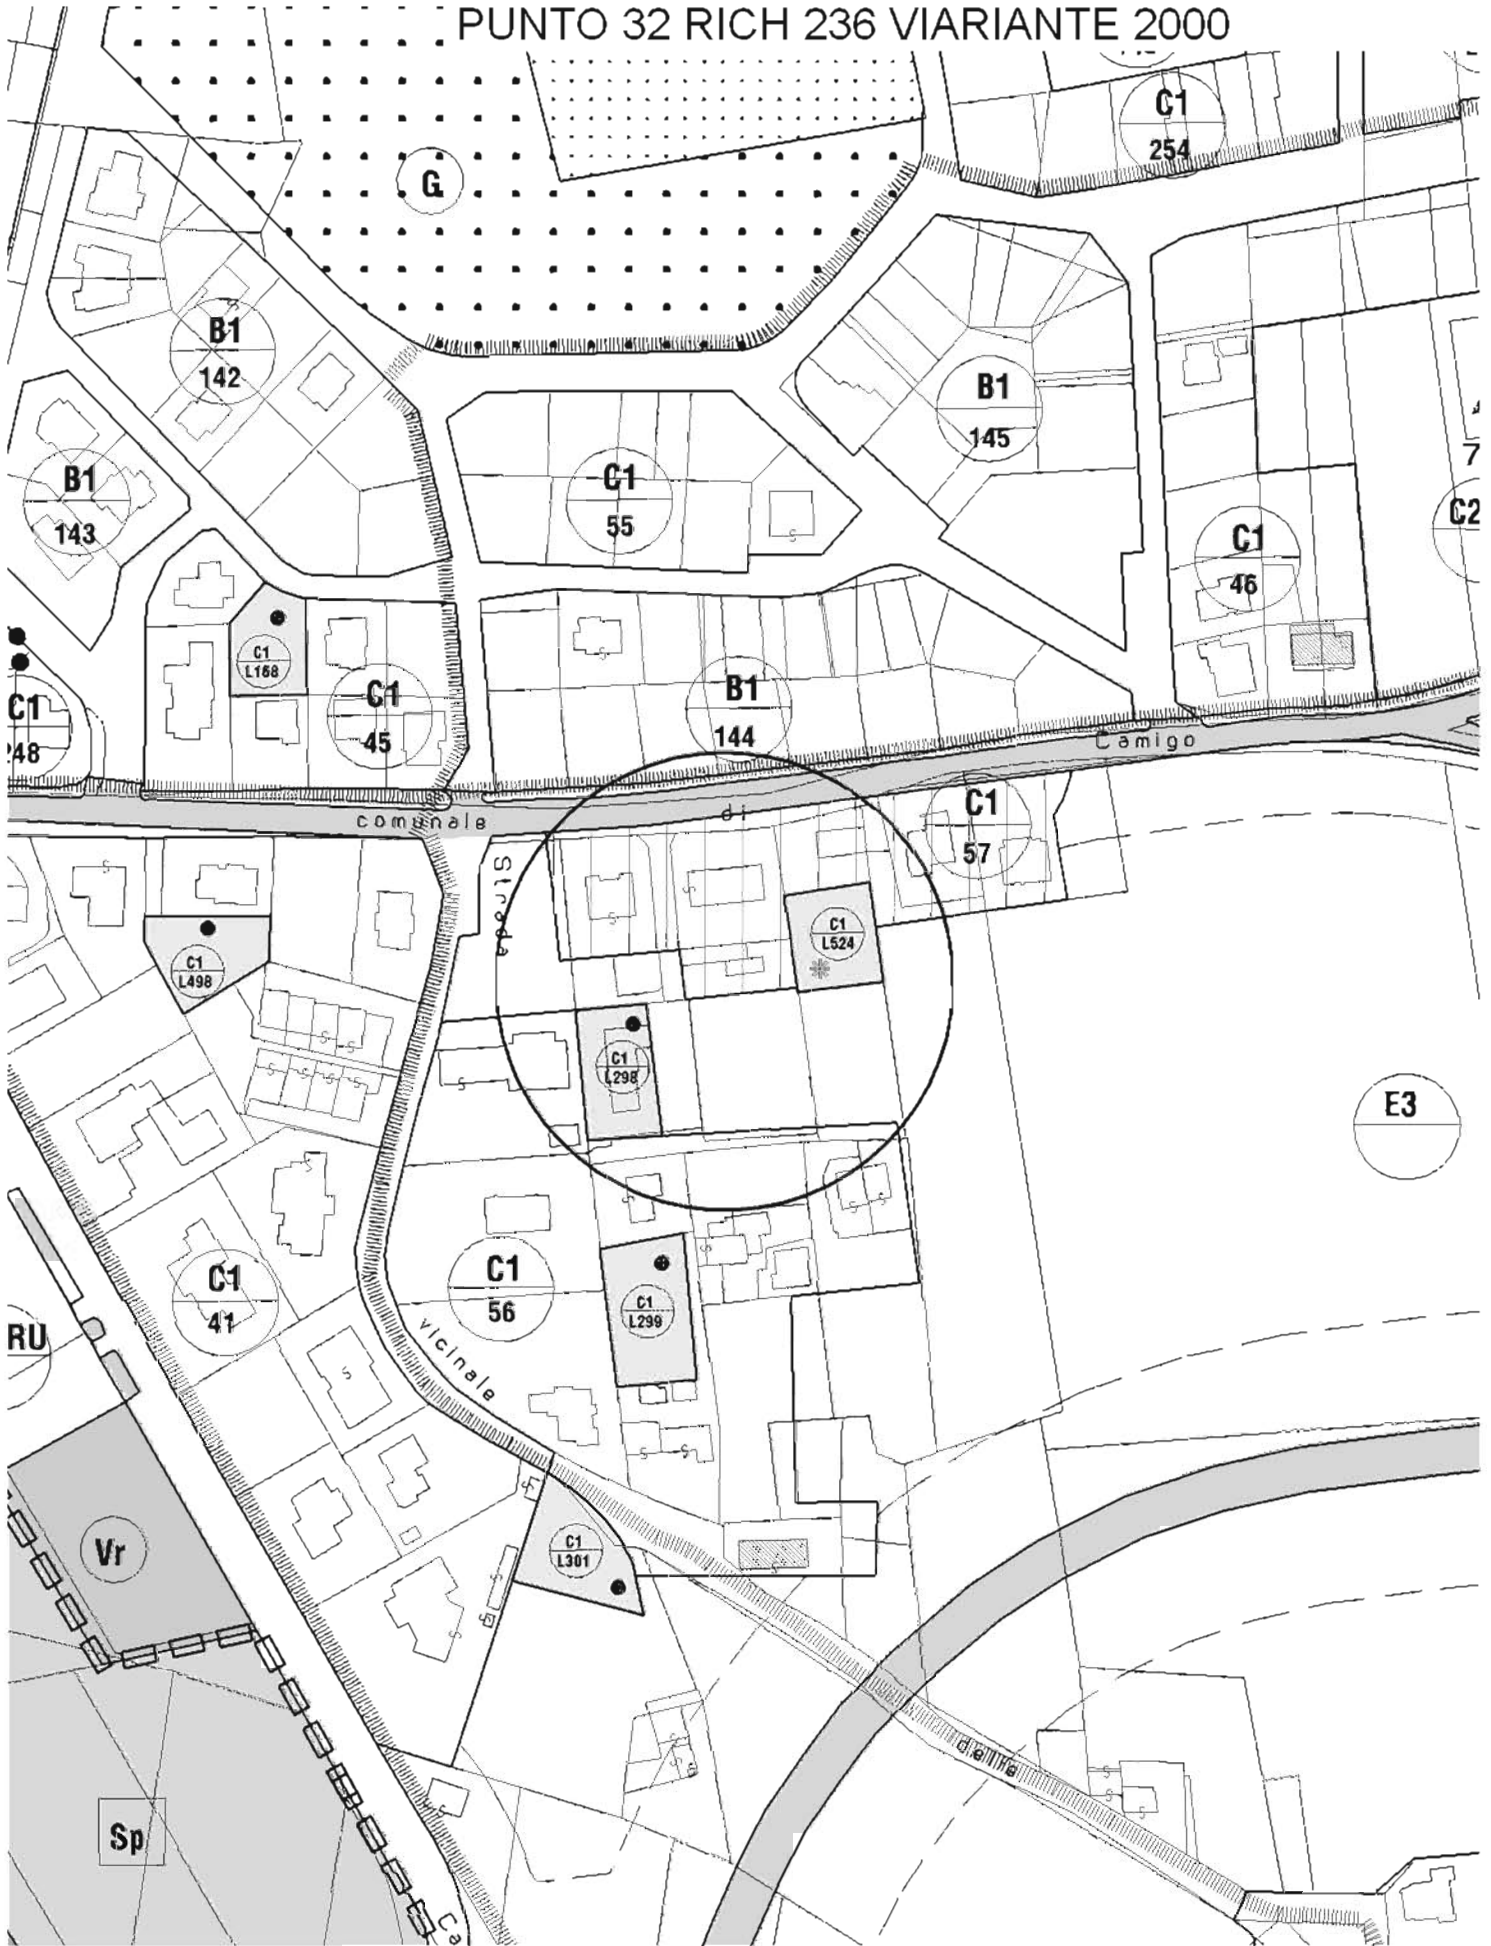 PUNTO 32 RICH 236 VIARIANTE 2000
C1
254
G
B1
142
B1
145
B1
143
C1
55
C1
46
7
C2
C1
L168
C1
45
B1
144
C1
248
Camigo
di
comunale
C1
57
Strada
C1
L524
C1
L498
C1
L298
E3
C1
41
C1
56
C1
L299
RU
vicinale
Vr
C1
L301
delle
Sp
Ca